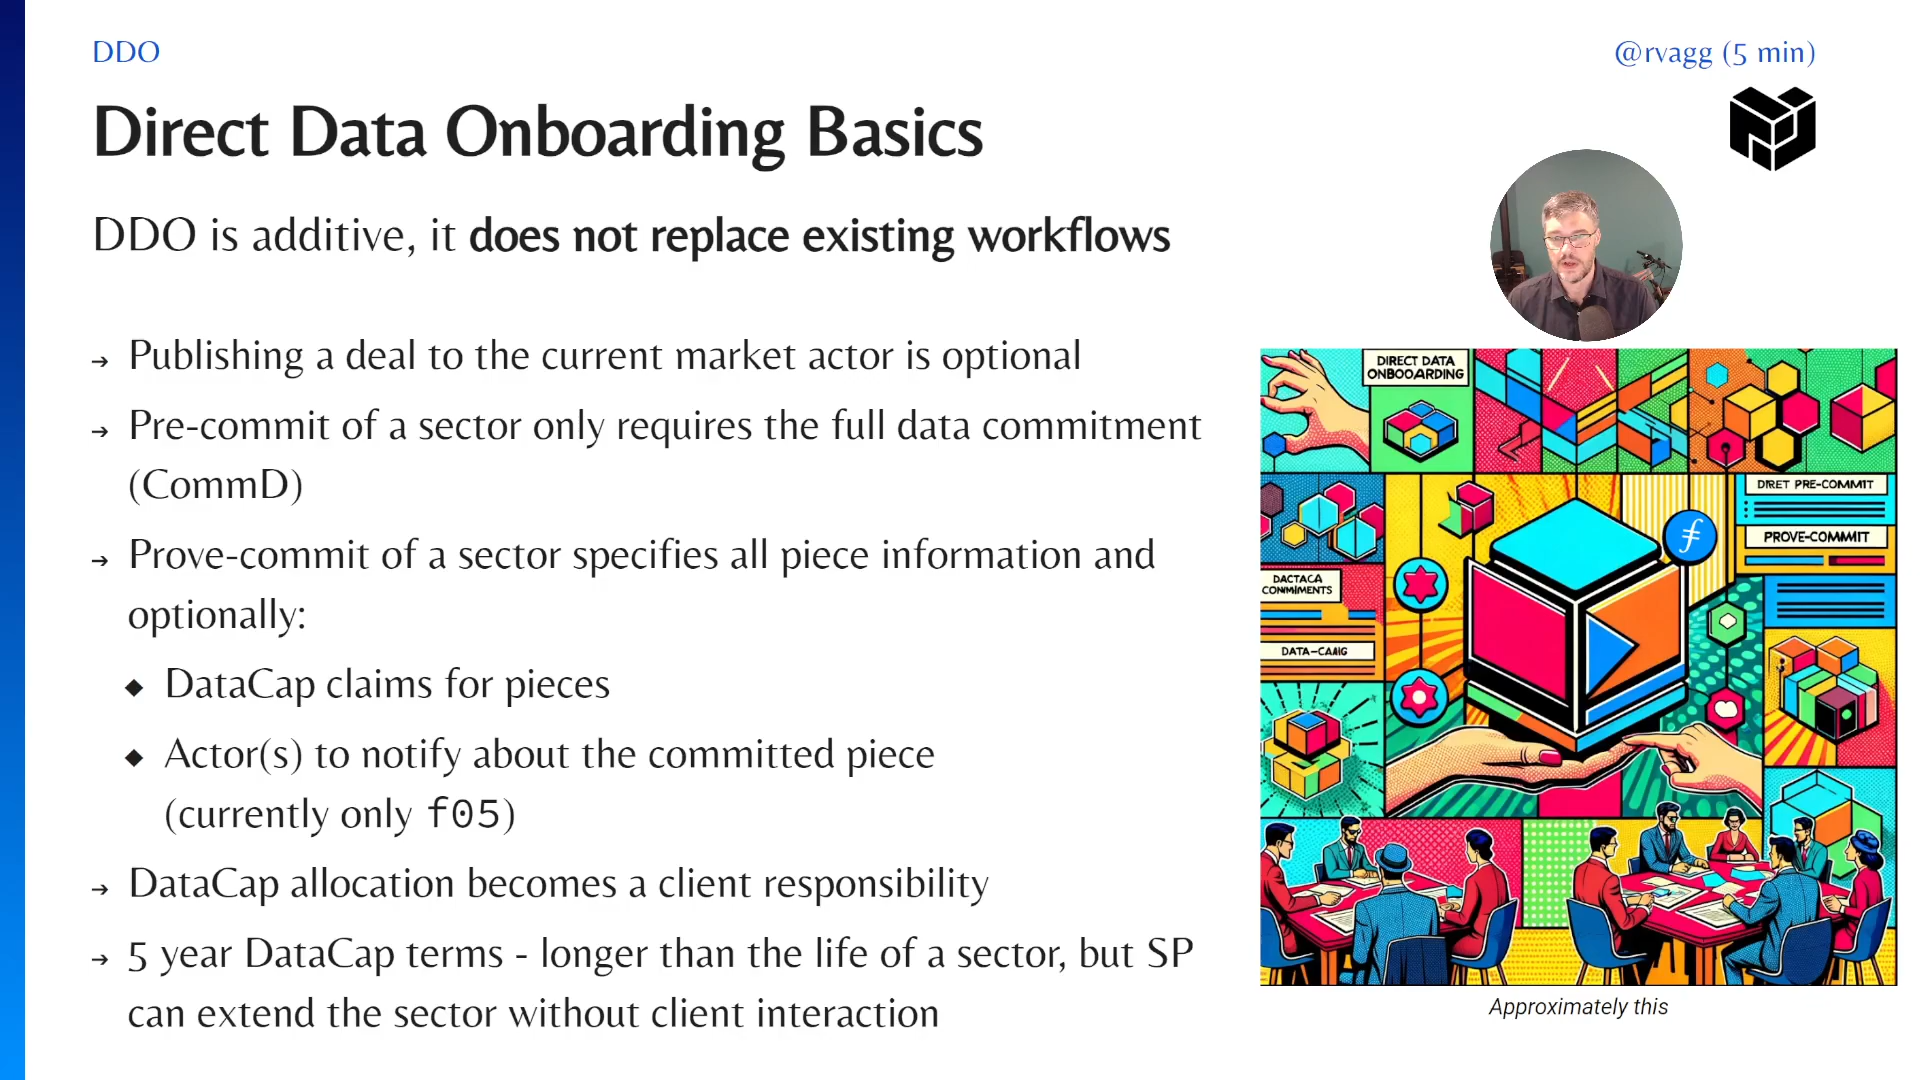 DDO
@rvagg (5 min)
Direct Data Onboarding Basics
DDO is additive, it does not replace existing workflows
→ Publishing a deal to the current market actor is optional
→ Pre-commit of a sector only requires the full data commitment
(CommD)
→ Prove-commit of a sector specifies all piece information and
optionally:
◆ DataCap claims for pieces
◆ Actor(s) to notify about the committed piece
(currently only f05)
→ DataCap allocation becomes a client responsibility
→ 5 year DataCap terms - longer than the life of a sector, but SP
can extend the sector without client interaction
DIRECT DATA
ONBOOARDING
DIRET PRE-COMMIT
PROVE-COMMIT
DACTACA
CONMIMENTS
DATA-CAIIG
Approximately this